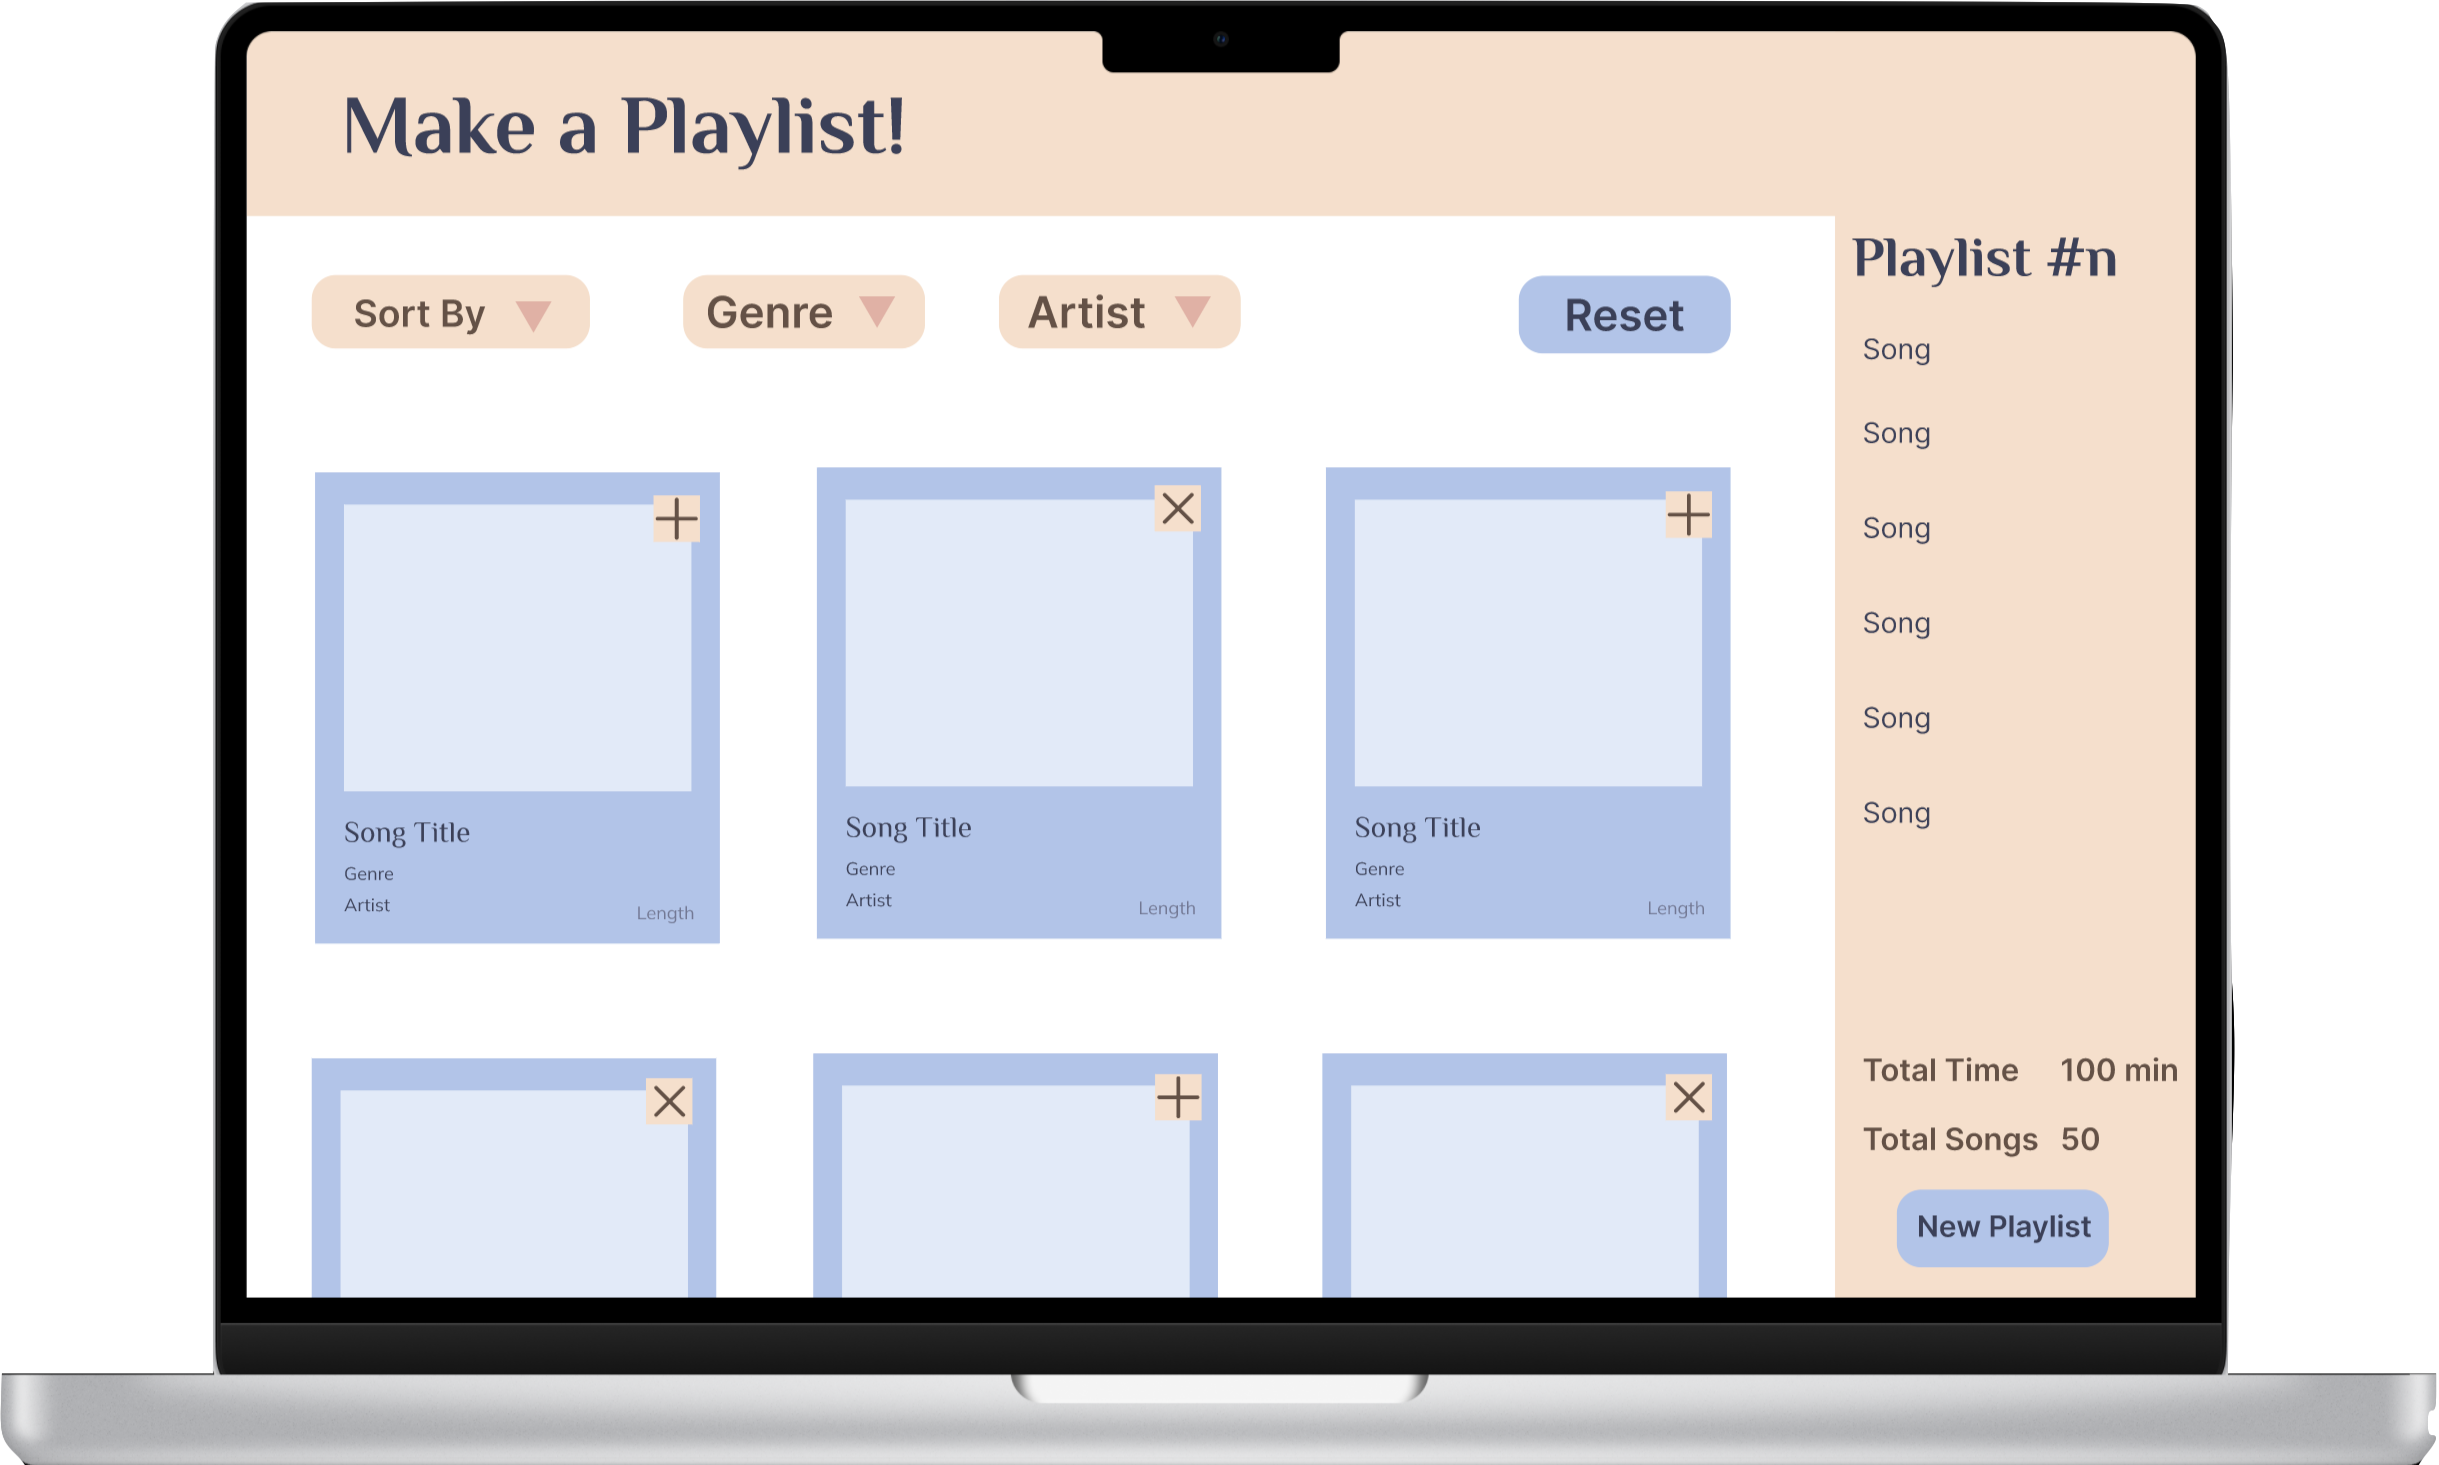 Make a Playlist!
Sort By
Genre
Artist
Reset
Song Title
Genre
Artist
Length
Song Title
Genre
Artist
Length
Song Title
Genre
Artist
Length
Playlist #n
Song
Song
Song
Song
Song
Song
Total Time 100 min
Total Songs 50
New Playlist